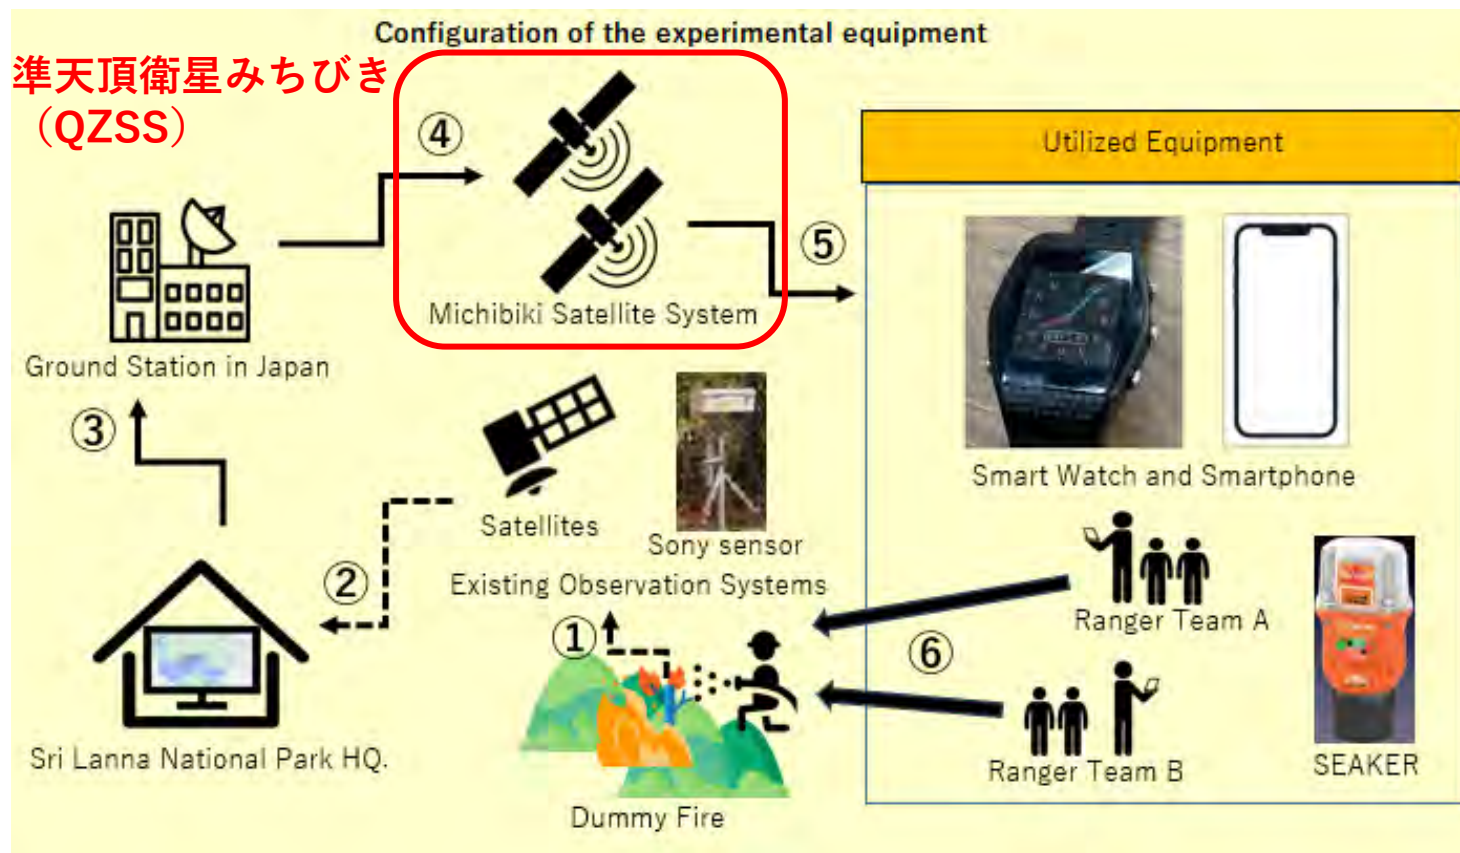 Configuration of the experimental equipment
準天頂衛星みちびき
（QZSS）
④
Utilized Equipment
⑤
Michibiki Satellite System
Ground Station in Japan
③
Smart Watch and Smartphone
Satellites
Sony sensor
②
Existing Observation Systems
①
Ranger Team A
⑥
Sri Lanna National Park HQ.
Ranger Team B
SEAKER
Dummy Fire